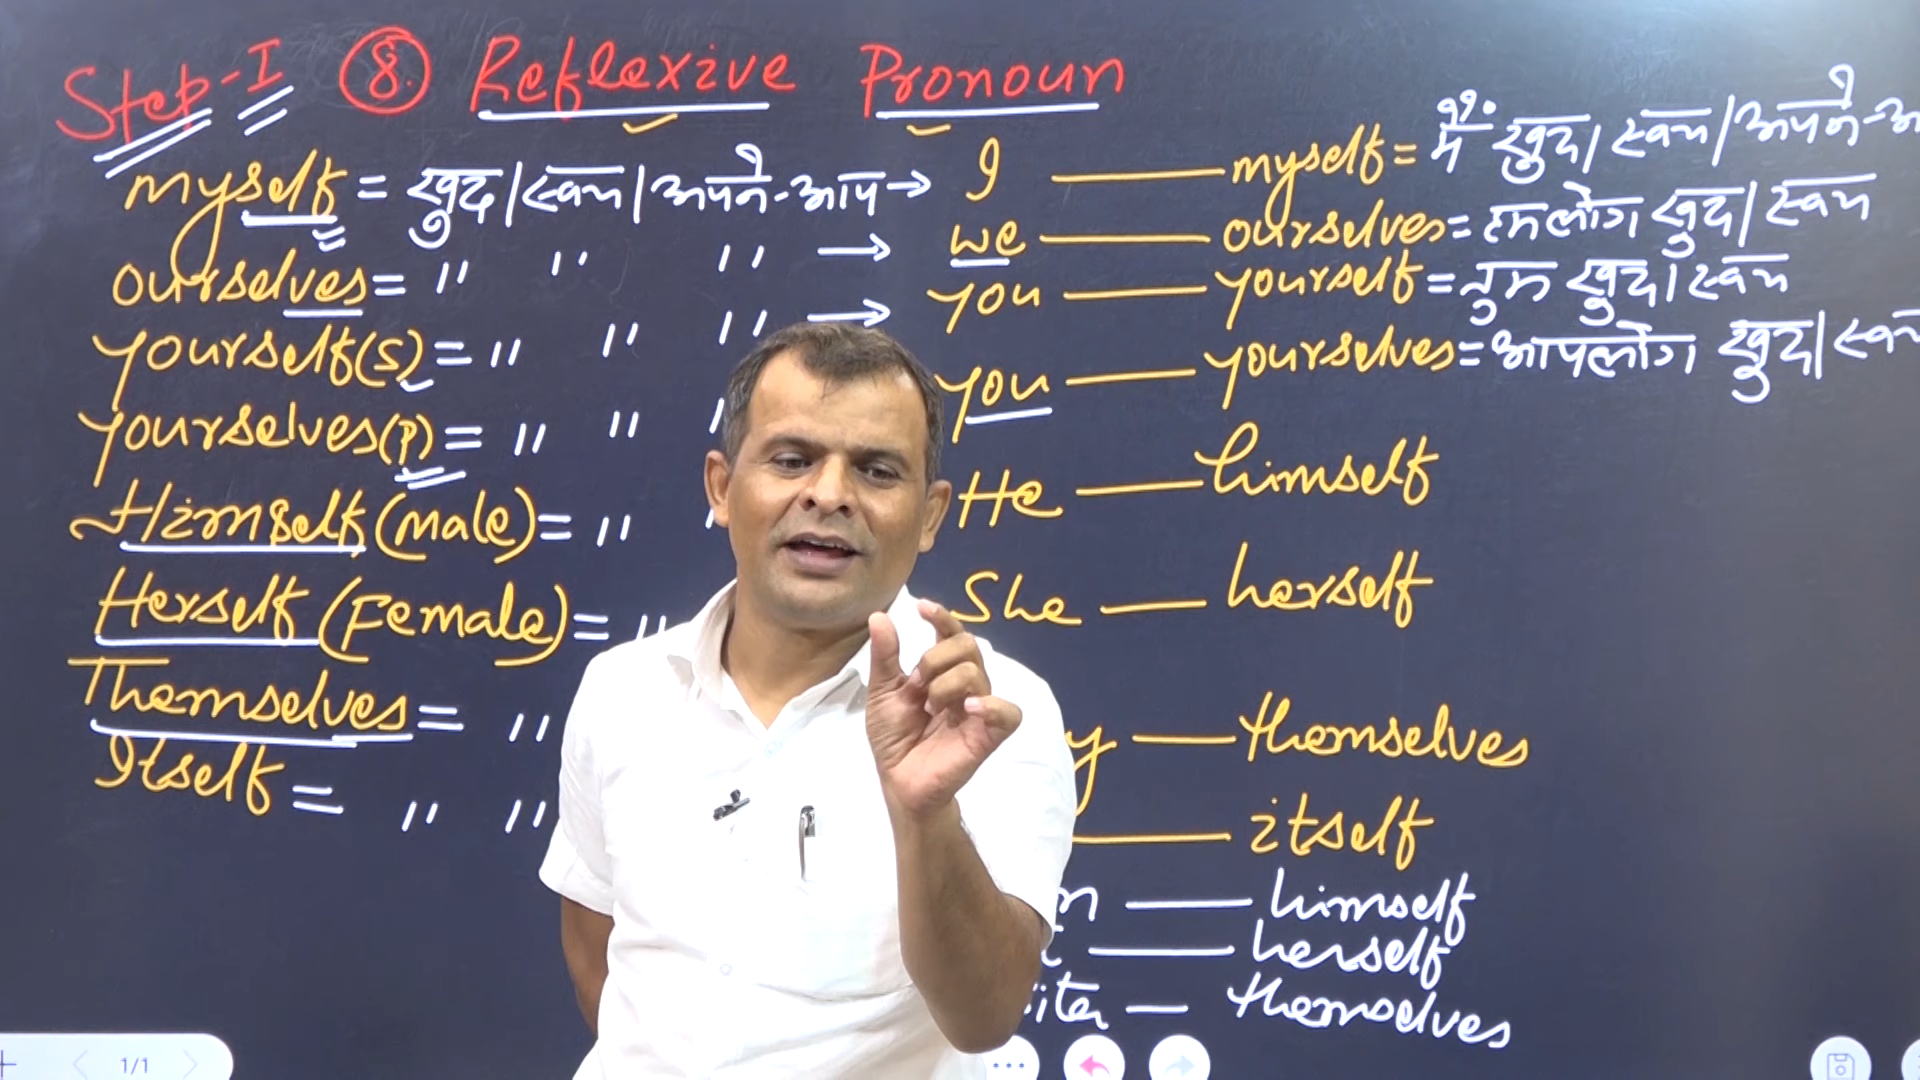 Step-I ⑧. Reflexive Pronoun
myself = खुद/स्वयं/अपने-आप → I — myself = मैं खुद/स्वयं/अपने-आ
ourselves = " " " → we — ourselves = हमलोग खुद/स्वयं
yourself(S) = " " " → you — yourself = तुम खुद/स्वयं
yourselves(P) = " " " you — yourselves = आपलोग खुद/स्वयं
Himself (male) = " " He — himself
Herself (Female) = " She — herself
Themselves = " y — themselves
Itself = " " — itself
— himself
— herself
— themselves
1/1